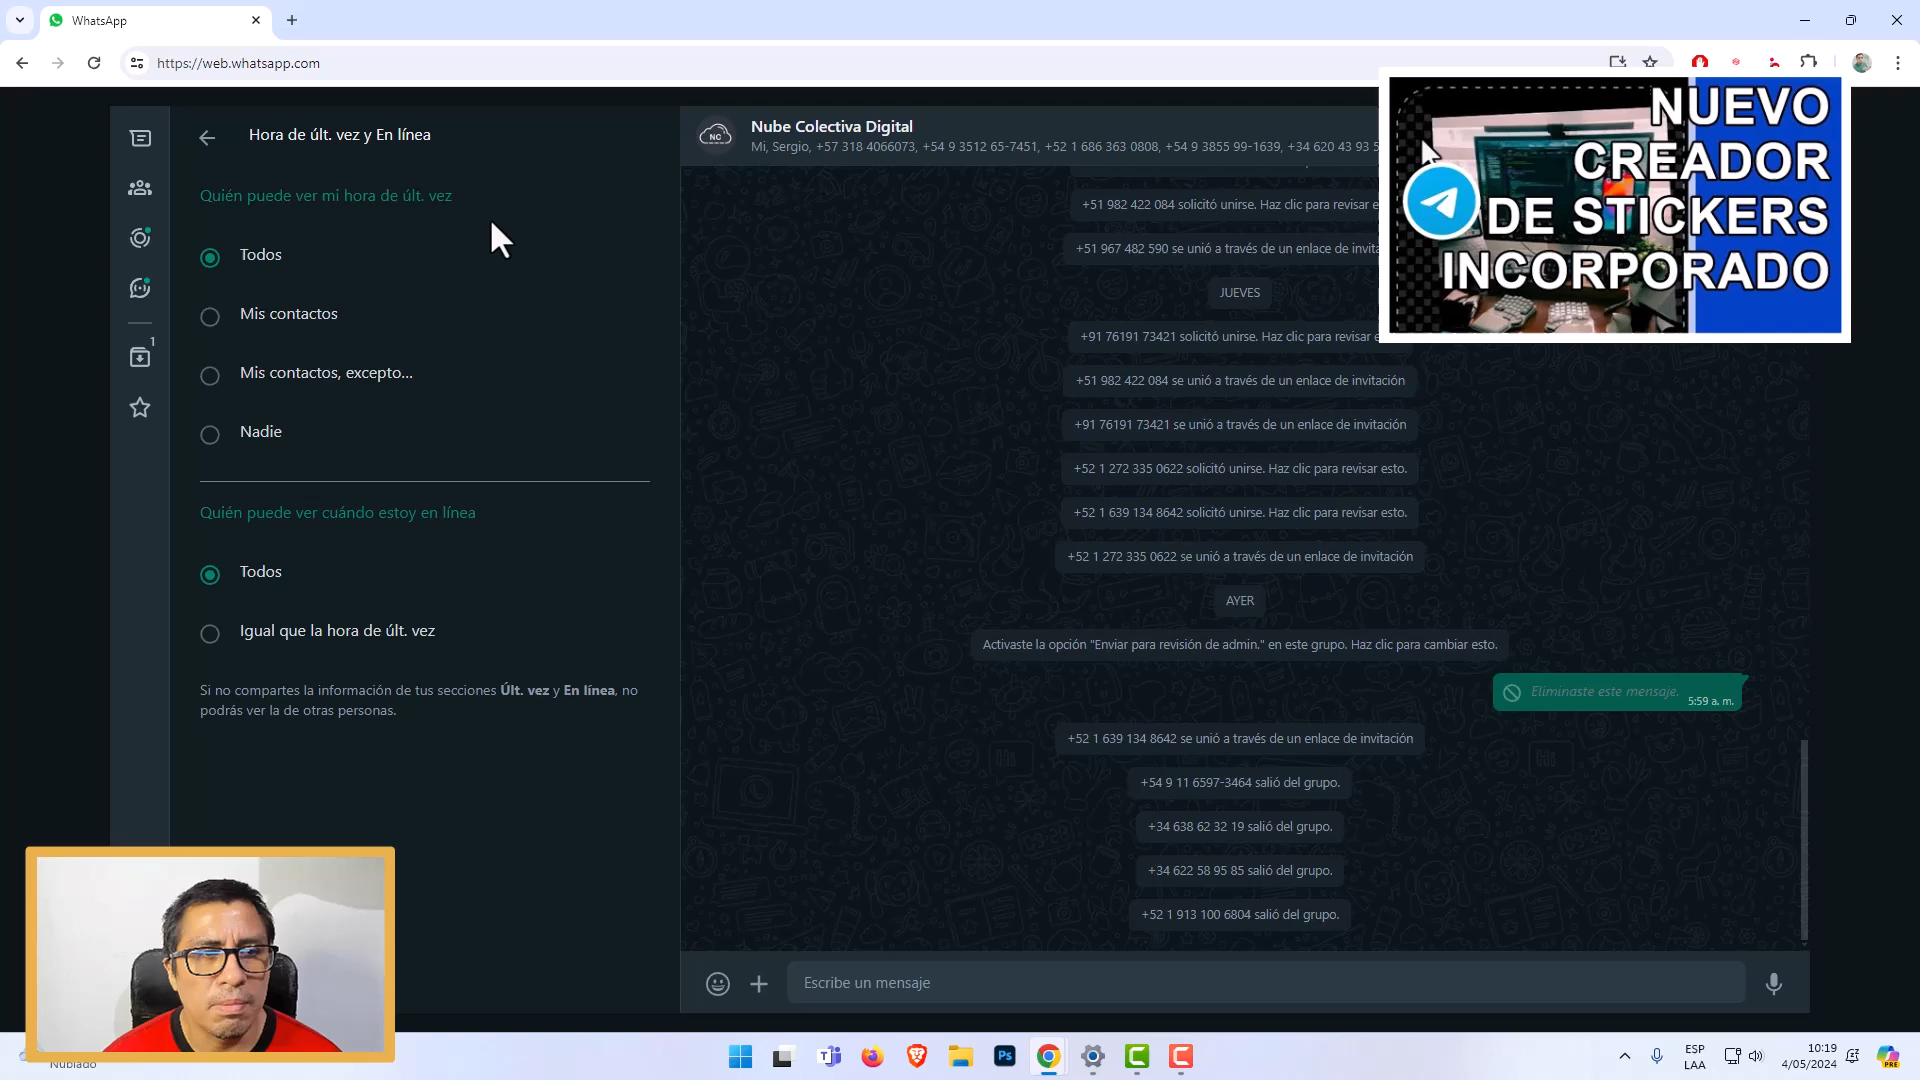 WhatsApp
https://web.whatsapp.com
Hora de últ. vez y En línea
Quién puede ver mi hora de últ. vez
Todos
Mis contactos
Mis contactos, excepto...
Nadie
Quién puede ver cuándo estoy en línea
Todos
Igual que la hora de últ. vez
Si no compartes la información de tus secciones Últ. vez y En línea, no
podrás ver la de otras personas.
1
Nube Colectiva Digital
Mi, Sergio, +57 318 4066073, +54 9 3512 65-7451, +52 1 686 363 0808, +54 9 3855 99-1639, +34 620 43 93 5
+51 982 422 084 solicitó unirse. Haz clic para revisar e
+51 967 482 590 se unió a través de un enlace de invita
JUEVES
+91 76191 73421 solicitó unirse. Haz clic para revisar e
+51 982 422 084 se unió a través de un enlace de invitación
+91 76191 73421 se unió a través de un enlace de invitación
+52 1 272 335 0622 solicitó unirse. Haz clic para revisar esto.
+52 1 639 134 8642 solicitó unirse. Haz clic para revisar esto.
+52 1 272 335 0622 se unió a través de un enlace de invitación
AYER
Activaste la opción "Enviar para revisión de admin." en este grupo. Haz clic para cambiar esto.
Eliminaste este mensaje.
5:59 a. m.
+52 1 639 134 8642 se unió a través de un enlace de invitación
+54 9 11 6597-3464 salió del grupo.
+34 638 62 32 19 salió del grupo.
+34 622 58 95 85 salió del grupo.
+52 1 913 100 6804 salió del grupo.
Escribe un mensaje
NUEVO
CREADOR
DE STICKERS
INCORPORADO
NC
Nublado
Ps
ESP
LAA
10:19
4/05/2024
PRE